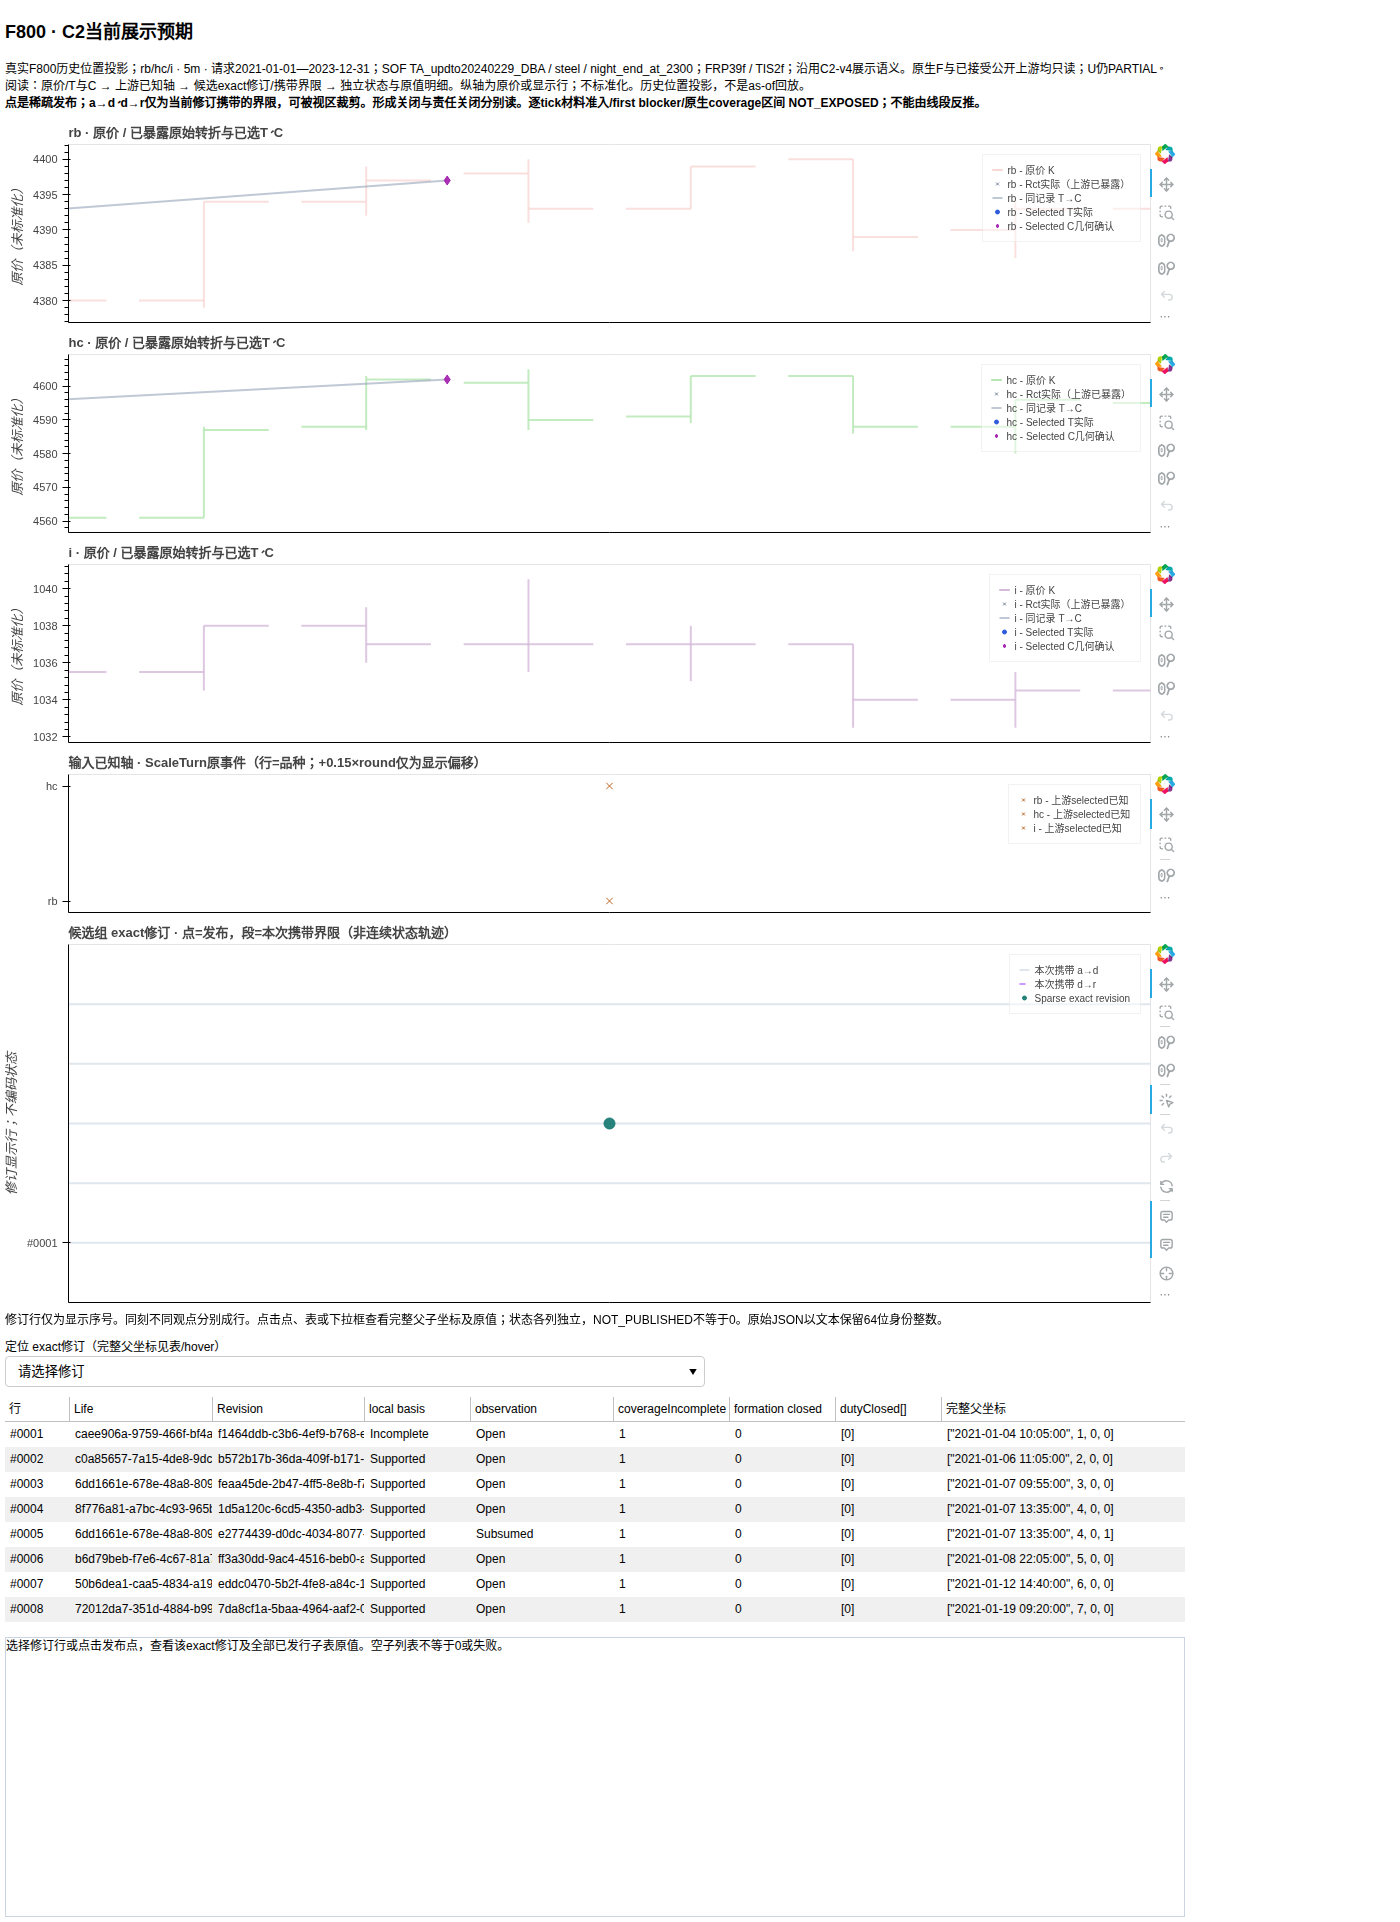 F800 · C2当前展示预期
真实F800历史位置投影；rb/hc/i · 5m · 请求2021-01-01—2023-12-31；SOF TA_updto20240229_DBA / steel / night_end_at_2300；FRP39f / TIS2f；沿用C2-v4展示语义。原生F与已接受公开上游均只读；U仍PARTIAL。
阅读：原价/T与C → 上游已知轴 → 候选exact修订/携带界限 → 独立状态与原值明细。纵轴为原价或显示行；不标准化。历史位置投影，不是as-of回放。
点是稀疏发布；a→d、d→r仅为当前修订携带的界限，可被视区裁剪。形成关闭与责任关闭分别读。逐tick材料准入/first blocker/原生coverage区间 NOT_EXPOSED；不能由线段反推。
rb · 原价 / 已暴露原始转折与已选T、C
原价（未标准化）
4400
4395
4390
4385
4380
rb - 原价 K
rb - Rct实际（上游已暴露）
rb - 同记录 T→C
rb - Selected T实际
rb - Selected C几何确认
hc · 原价 / 已暴露原始转折与已选T、C
原价（未标准化）
4600
4590
4580
4570
4560
hc - 原价 K
hc - Rct实际（上游已暴露）
hc - 同记录 T→C
hc - Selected T实际
hc - Selected C几何确认
i · 原价 / 已暴露原始转折与已选T、C
原价（未标准化）
1040
1038
1036
1034
1032
i - 原价 K
i - Rct实际（上游已暴露）
i - 同记录 T→C
i - Selected T实际
i - Selected C几何确认
输入已知轴 · ScaleTurn原事件（行=品种；+0.15×round仅为显示偏移）
hc
rb
rb - 上游selected已知
hc - 上游selected已知
i - 上游selected已知
候选组 exact修订 · 点=发布，段=本次携带界限（非连续状态轨迹）
修订显示行；不编码状态
#0001
本次携带 a→d
本次携带 d→r
Sparse exact revision
修订行仅为显示序号。同刻不同观点分别成行。点击点、表或下拉框查看完整父子坐标及原值；状态各列独立，NOT_PUBLISHED不等于0。原始JSON以文本保留64位身份整数。
定位 exact修订（完整父坐标见表/hover）
请选择修订
行 Life Revision local basis observation coverageIncomplete formation closed dutyClosed[] 完整父坐标
#0001 caee906a-9759-466f-bf4a f1464ddb-c3b6-4ef9-b768-e Incomplete Open 1 0 [0] ["2021-01-04 10:05:00", 1, 0, 0]
#0002 c0a85657-7a15-4de8-9dc b572b17b-36da-409f-b171- Supported Open 1 0 [0] ["2021-01-06 11:05:00", 2, 0, 0]
#0003 6dd1661e-678e-48a8-809 feaa45de-2b47-4ff5-8e8b-f7 Supported Open 1 0 [0] ["2021-01-07 09:55:00", 3, 0, 0]
#0004 8f776a81-a7bc-4c93-965b 1d5a120c-6cd5-4350-adb3- Supported Open 1 0 [0] ["2021-01-07 13:35:00", 4, 0, 0]
#0005 6dd1661e-678e-48a8-809 e2774439-d0dc-4034-8077- Supported Subsumed 1 0 [0] ["2021-01-07 13:35:00", 4, 0, 1]
#0006 b6d79beb-f7e6-4c67-81a7 ff3a30dd-9ac4-4516-beb0-a Supported Open 1 0 [0] ["2021-01-08 22:05:00", 5, 0, 0]
#0007 50b6dea1-caa5-4834-a19 eddc0470-5b2f-4fe8-a84c-1 Supported Open 1 0 [0] ["2021-01-12 14:40:00", 6, 0, 0]
#0008 72012da7-351d-4884-b99 7da8cf1a-5baa-4964-aaf2-0 Supported Open 1 0 [0] ["2021-01-19 09:20:00", 7, 0, 0]
选择修订行或点击发布点，查看该exact修订及全部已发行子表原值。空子列表不等于0或失败。